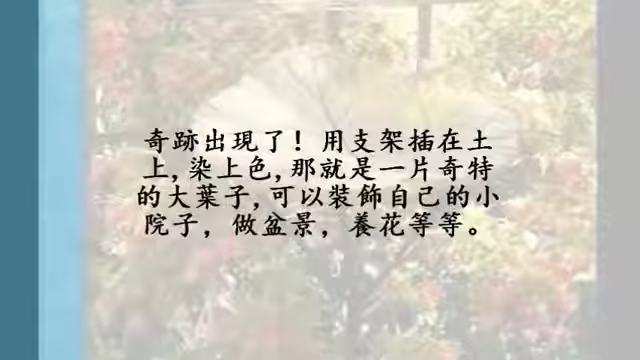 奇跡出現了！用支架插在土
上,染上色,那就是一片奇特
的大葉子,可以裝飾自己的小
院子，做盆景，養花等等。